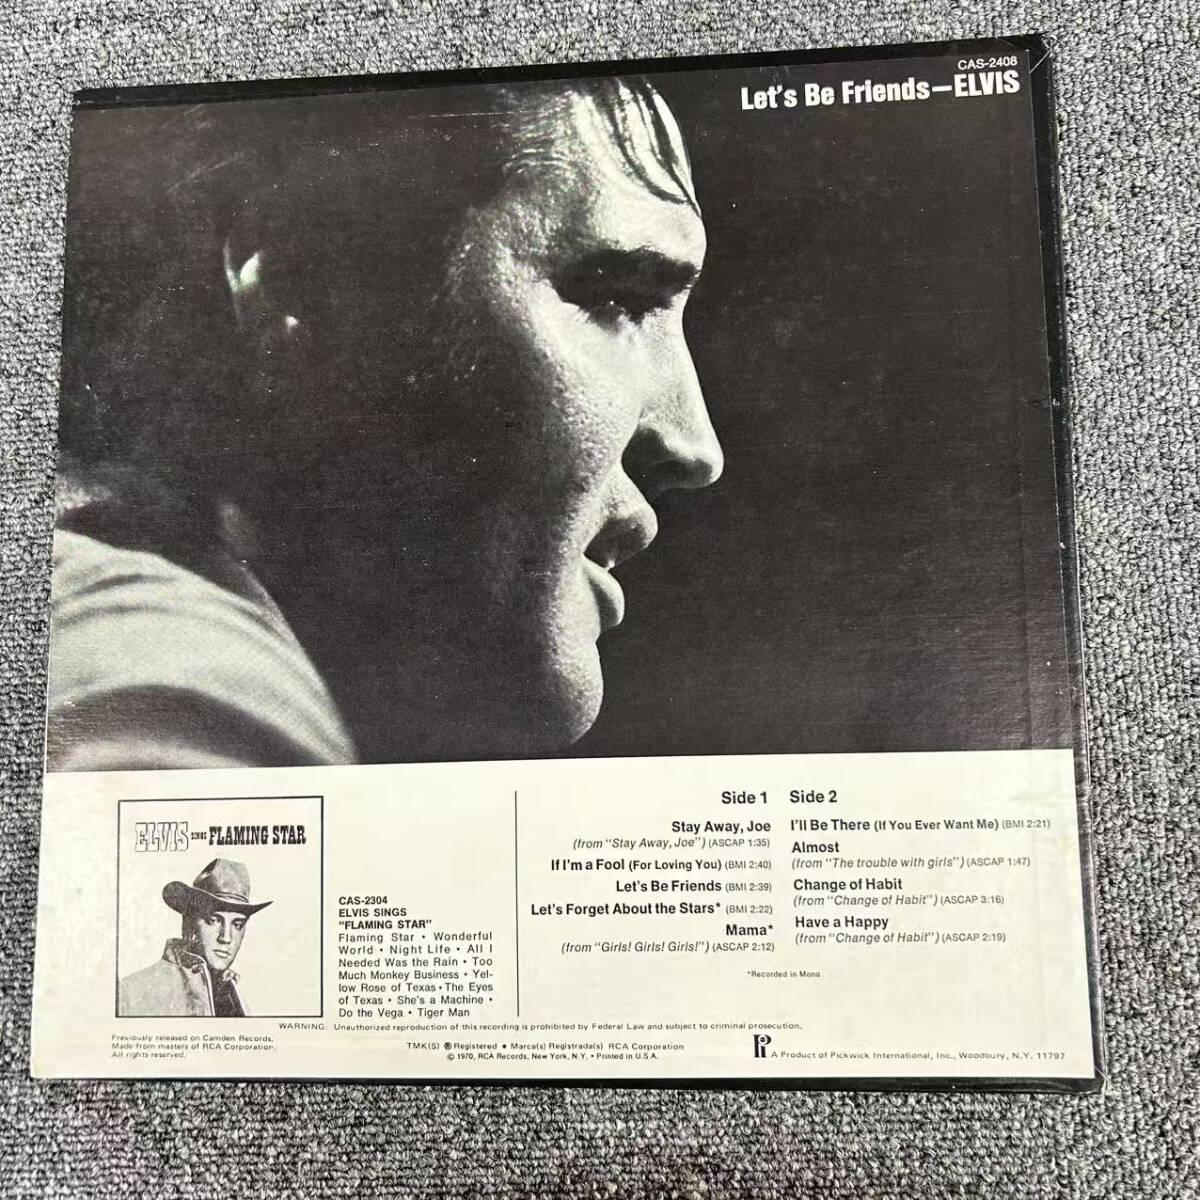 CAS-2408
Let's Be Friends—ELVIS
ELVIS SINGS FLAMING STAR
CAS-2304
ELVIS SINGS
"FLAMING STAR"
Flaming Star • Wonderful
World • Night Life • All I
Needed Was the Rain • Too
Much Monkey Business • Yel-
low Rose of Texas • The Eyes
of Texas • She's a Machine •
Do the Vega • Tiger Man
Side 1
Stay Away, Joe
(from "Stay Away, Joe") (ASCAP 1:35)
If I'm a Fool (For Loving You) (BMI 2:40)
Let's Be Friends (BMI 2:39)
Let's Forget About the Stars* (BMI 2:22)
Mama*
(from "Girls! Girls! Girls!") (ASCAP 2:12)
Side 2
I'll Be There (If You Ever Want Me) (BMI 2:21)
Almost
(from "The trouble with girls") (ASCAP 1:47)
Change of Habit
(from "Change of Habit") (ASCAP 3:16)
Have a Happy
(from "Change of Habit") (ASCAP 2:19)
*Recorded in Mono
WARNING: Unauthorized reproduction of this recording is prohibited by Federal Law and subject to criminal prosecution.
Previously released on Camden Records.
Made from masters of RCA Corporation.
All rights reserved.
TMK(S) ® Registered • Marca(s) Registrada(s) RCA Corporation
© 1970, RCA Records, New York, N.Y. • Printed in U.S.A.
A Product of Pickwick International, Inc., Woodbury, N.Y. 11797